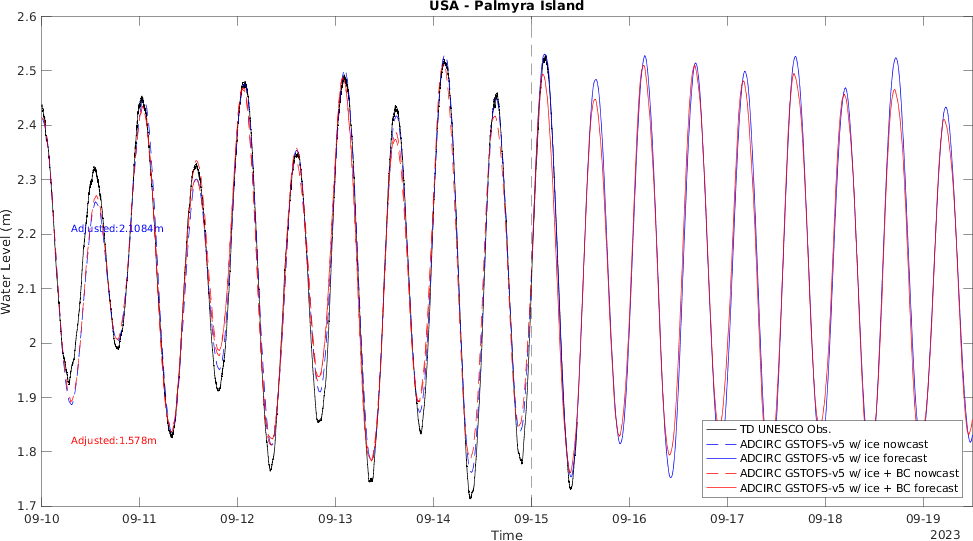 USA - Palmyra Island
2.6
2.5
2.4
2.3
2.2
2.1
2
1.9
1.8
1.7
Water Level (m)
Adjusted:2.1084m
Adjusted:1.578m
TD UNESCO Obs.
ADCIRC GSTOFS-v5 w/ ice nowcast
ADCIRC GSTOFS-v5 w/ ice forecast
ADCIRC GSTOFS-v5 w/ ice + BC nowcast
ADCIRC GSTOFS-v5 w/ ice + BC forecast
09-10 09-11 09-12 09-13 09-14 09-15 09-16 09-17 09-18 09-19
Time
2023